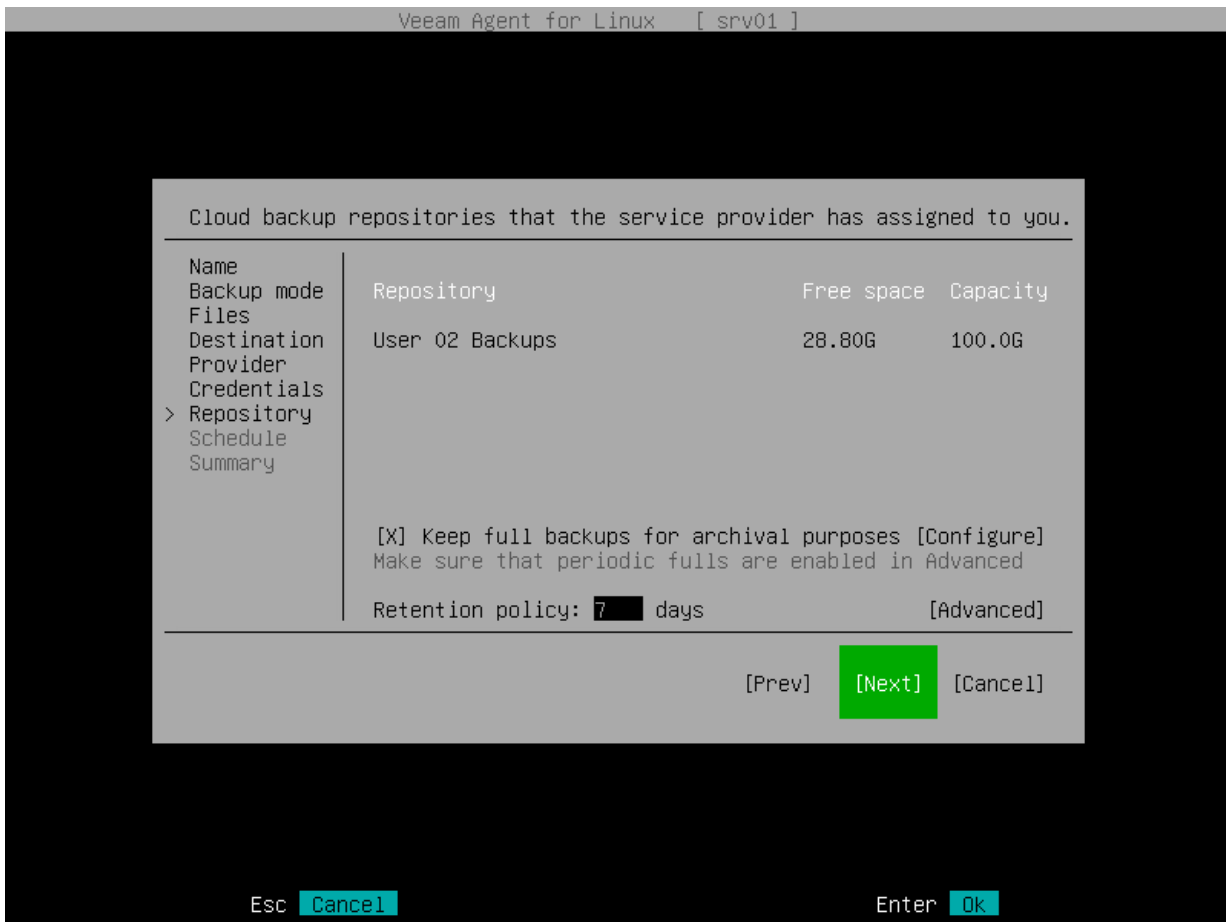 Veeam Agent for Linux [ srv01 ]
Cloud backup repositories that the service provider has assigned to you.
Name
Backup mode
Files
Destination
Provider
Credentials
> Repository
Schedule
Summary
Repository Free space Capacity
User 02 Backups 28.80G 100.0G
[X] Keep full backups for archival purposes [Configure]
Make sure that periodic fulls are enabled in Advanced
Retention policy: 7 days [Advanced]
[Prev] [Next] [Cancel]
Esc Cancel Enter Ok